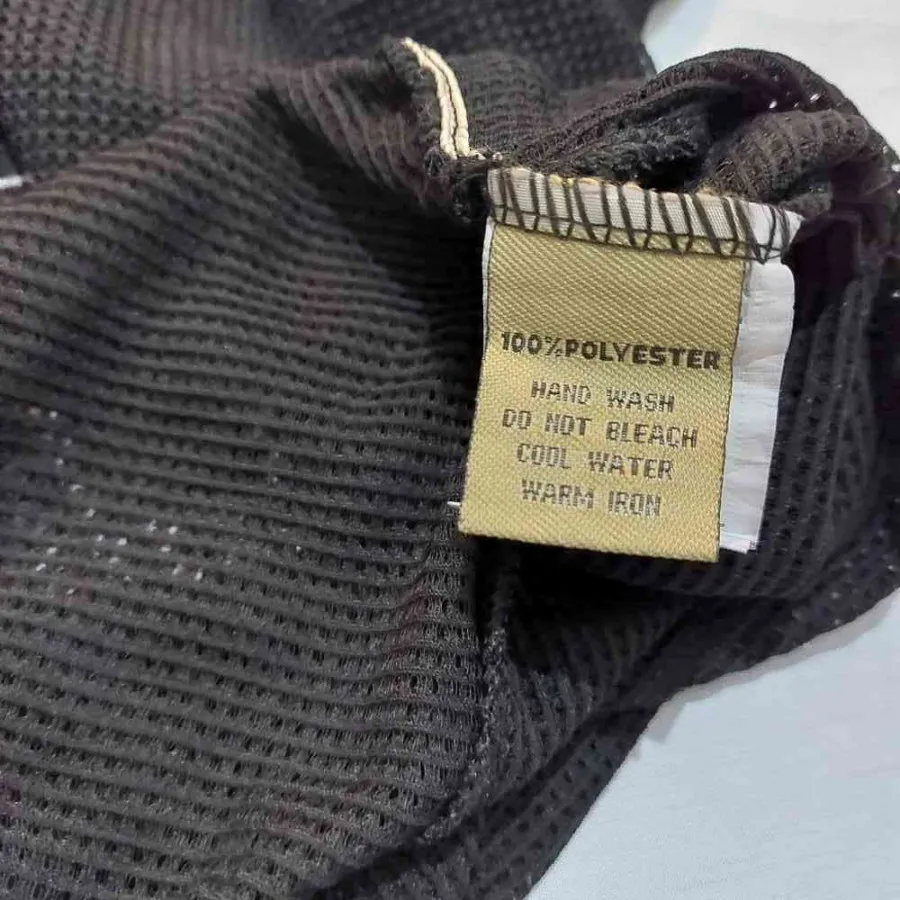 100%POLYESTER
HAND WASH
DO NOT BLEACH
COOL WATER
WARM IRON